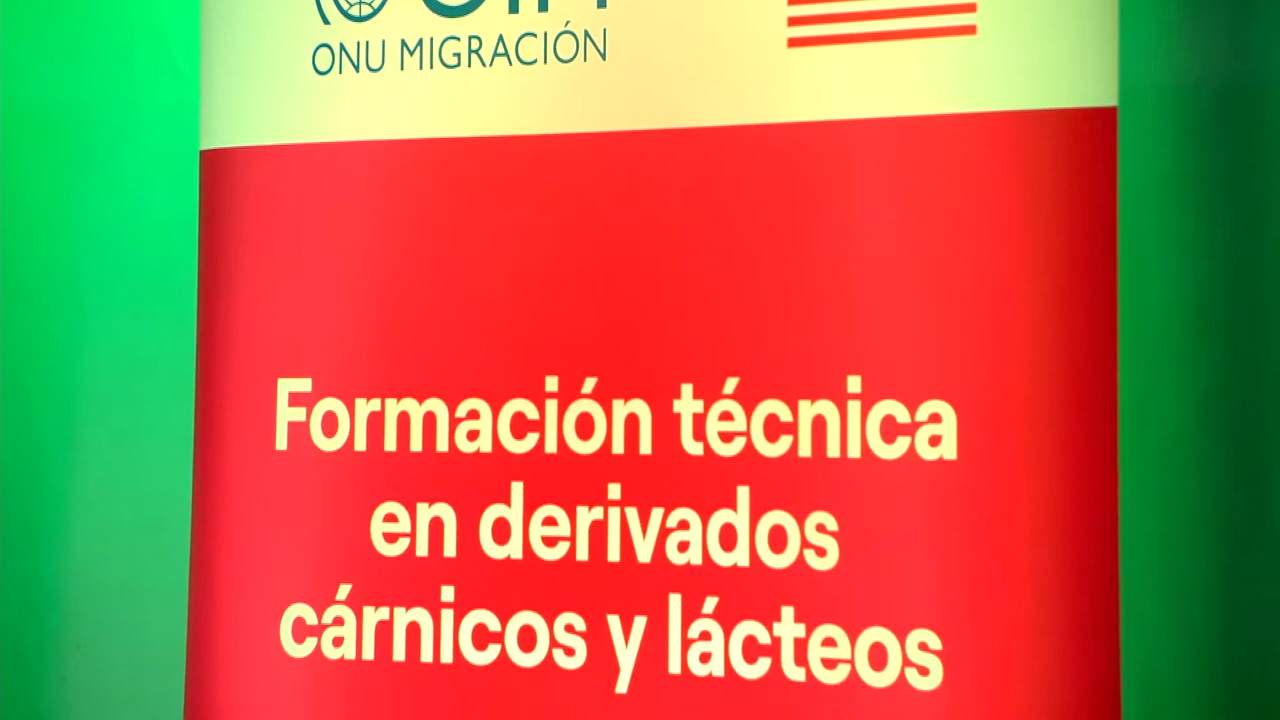 ONU MIGRACIÓN
Formación técnica
en derivados
cárnicos y lácteos